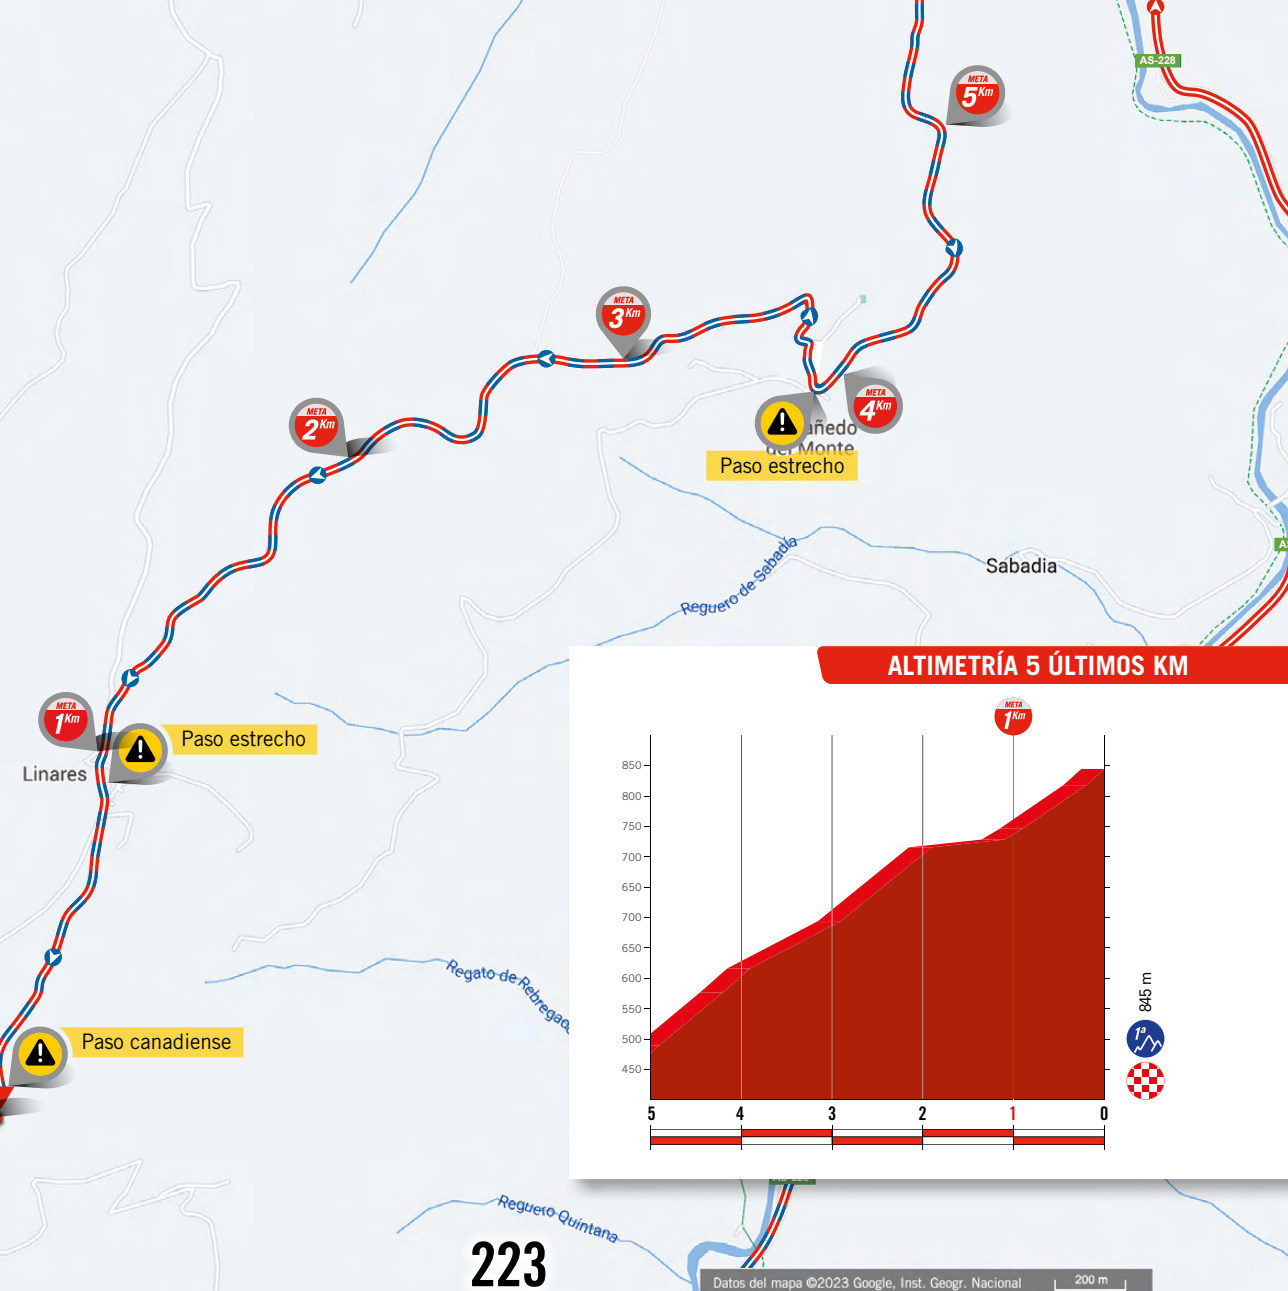 AS-228
META
5Km
META
3Km
META
4Km
META
2Km
añedo
del Monte
Paso estrecho
Reguero de Sabadía
Sabadia
META
1Km
Paso estrecho
Linares
Regato de Rebregad
Paso canadiense
ALTIMETRÍA 5 ÚLTIMOS KM
META
1Km
850
800
750
700
650
700
650
600
550
500
450
845 m
1ª
5 4 3 2 1 0
Reguero Quintana
223
Datos del mapa ©2023 Google, Inst. Geogr. Nacional
200 m